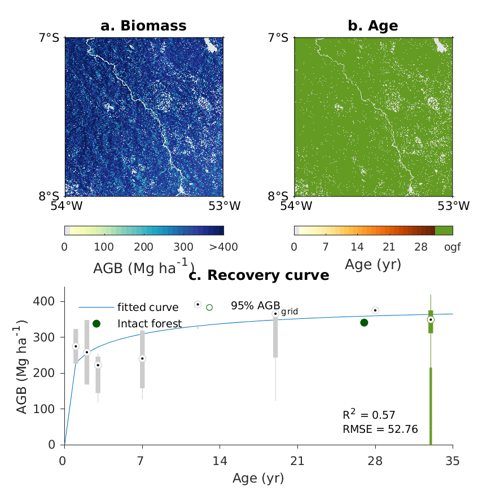 a. Biomass
b. Age
7°S
7°S
8°S
8°S
54°W
53°W
54°W
53°W
0 100 200 300 >400
AGB (Mg ha-1)
0 7 14 21 28 ogf
Age (yr)
c. Recovery curve
fitted curve
95% AGBgrid
Intact forest
AGB (Mg ha-1)
400
300
200
100
0
R2 = 0.57
RMSE = 52.76
0 7 14 21 28 35
Age (yr)